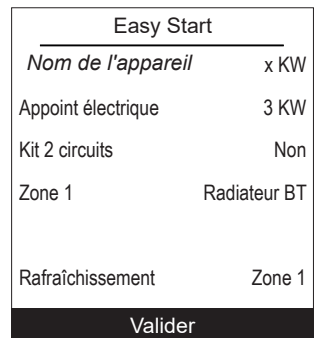 Easy Start
Nom de l'appareil x KW
Appoint électrique 3 KW
Kit 2 circuits Non
Zone 1 Radiateur BT
Rafraîchissement Zone 1
Valider